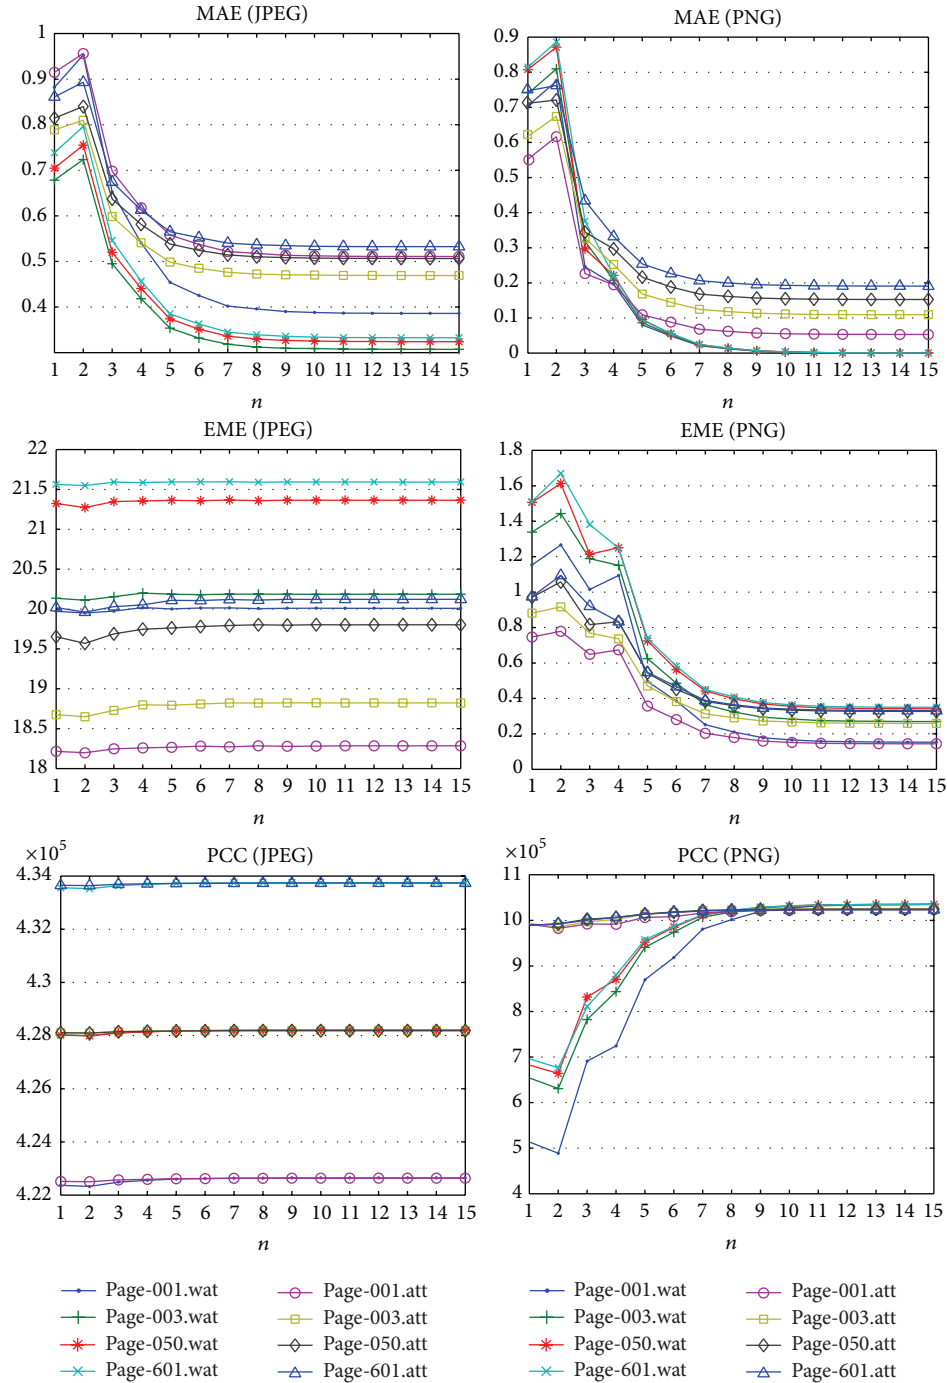 MAE (JPEG)
1
0.9
0.8
0.7
0.6
0.5
0.4
1 2 3 4 5 6 7 8 9 10 11 12 13 14 15
n
MAE (PNG)
0.9
0.8
0.7
0.6
0.5
0.4
0.3
0.2
0.1
0
1 2 3 4 5 6 7 8 9 10 11 12 13 14 15
n
EME (JPEG)
22
21.5
21
20.5
20
19.5
19
18.5
18
1 2 3 4 5 6 7 8 9 10 11 12 13 14 15
n
EME (PNG)
1.8
1.6
1.4
1.2
1
0.8
0.6
0.4
0.2
0
1 2 3 4 5 6 7 8 9 10 11 12 13 14 15
n
PCC (JPEG)
×10⁵
4.34
4.32
4.3
4.28
4.26
4.24
4.22
1 2 3 4 5 6 7 8 9 10 11 12 13 14 15
n
PCC (PNG)
×10⁵
11
10
9
8
7
6
5
4
1 2 3 4 5 6 7 8 9 10 11 12 13 14 15
n
Page-001.wat
Page-003.wat
Page-050.wat
Page-601.wat
Page-001.att
Page-003.att
Page-050.att
Page-601.att
Page-001.wat
Page-003.wat
Page-050.wat
Page-601.wat
Page-001.att
Page-003.att
Page-050.att
Page-601.att